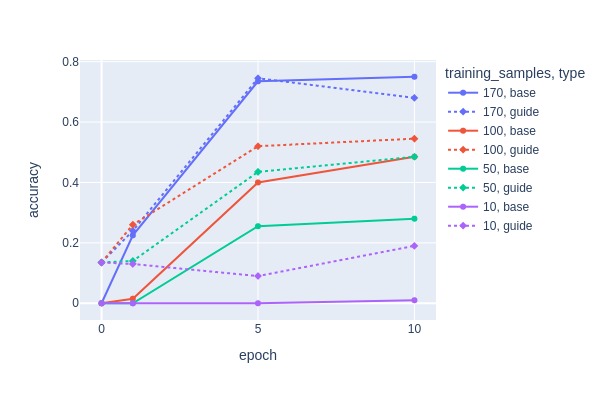 training_samples, type
170, base
170, guide
100, base
100, guide
50, base
50, guide
10, base
10, guide
accuracy
0.8
0.6
0.4
0.2
0
0 5 10
epoch